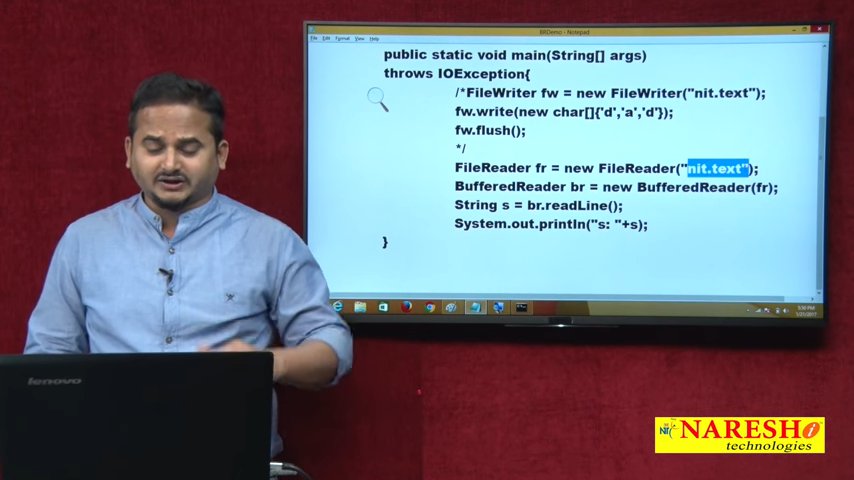 BRDemo - Notepad
File Edit Format View Help
public static void main(String[] args)
throws IOException{
/*FileWriter fw = new FileWriter("nit.text");
fw.write(new char[]{'d','a','d'});
fw.flush();
*/
FileReader fr = new FileReader("nit.text");
BufferedReader br = new BufferedReader(fr);
String s = br.readLine();
System.out.println("s: "+s);
}
lenovo
NARESH i
technologies